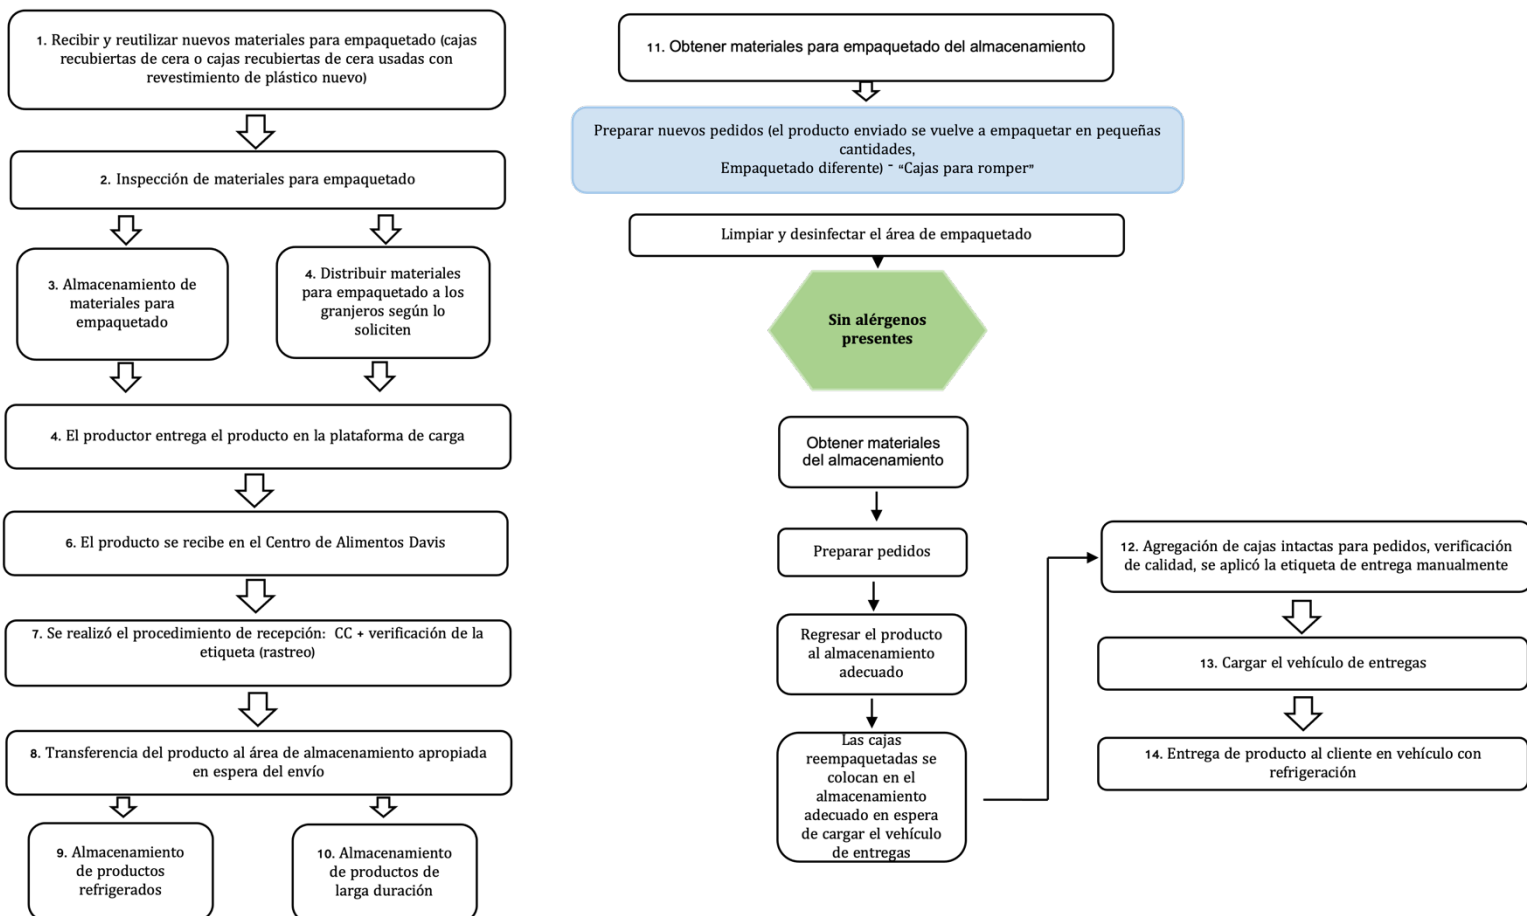 1. Recibir y reutilizar nuevos materiales para empaquetado (cajas
recubiertas de cera o cajas recubiertas de cera usadas con
revestimiento de plástico nuevo)
2. Inspección de materiales para empaquetado
3. Almacenamiento de
materiales para
empaquetado
4. Distribuir materiales
para empaquetado a los
granjeros según lo
soliciten
4. El productor entrega el producto en la plataforma de carga
6. El producto se recibe en el Centro de Alimentos Davis
7. Se realizó el procedimiento de recepción: CC + verificación de la
etiqueta (rastreo)
8. Transferencia del producto al área de almacenamiento apropiada
en espera del envío
9. Almacenamiento
de productos
refrigerados
10. Almacenamiento
de productos de
larga duración
11. Obtener materiales para empaquetado del almacenamiento
Preparar nuevos pedidos (el producto enviado se vuelve a empaquetar en pequeñas
cantidades,
Empaquetado diferente) - “Cajas para romper”
Limpiar y desinfectar el área de empaquetado
Sin alérgenos
presentes
Obtener materiales
del almacenamiento
Preparar pedidos
Regresar el producto
al almacenamiento
adecuado
Las cajas
reempaquetadas se
colocan en el
almacenamiento
adecuado en espera
de cargar el vehículo
de entregas
12. Agregación de cajas intactas para pedidos, verificación
de calidad, se aplicó la etiqueta de entrega manualmente
13. Cargar el vehículo de entregas
14. Entrega de producto al cliente en vehículo con
refrigeración